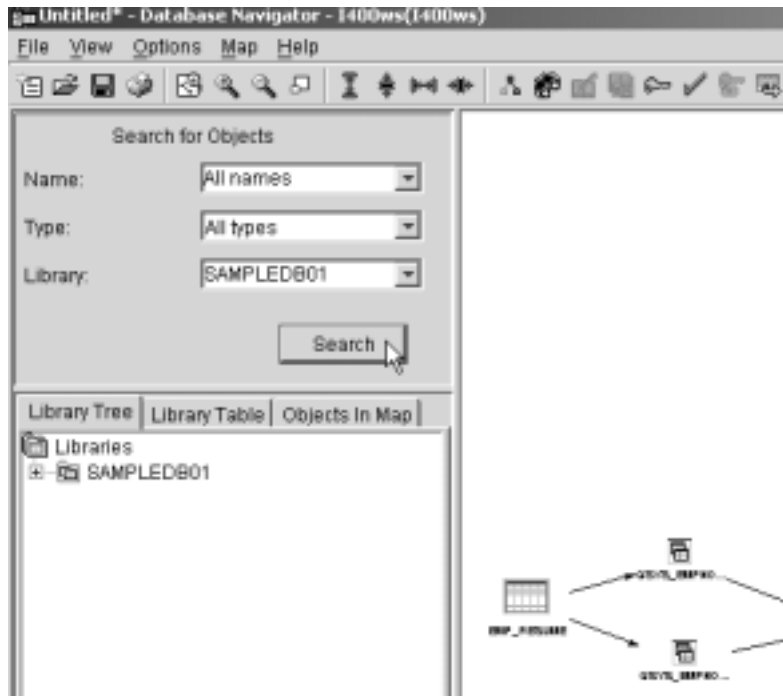 Untitled* - Database Navigator - I400ws(I400ws)
File View Options Map Help
Search for Objects
Name: All names
Type: All types
Library: SAMPLEDB01
Search
Library Tree Library Table Objects In Map
Libraries
SAMPLEDB01
EMP_RESUME